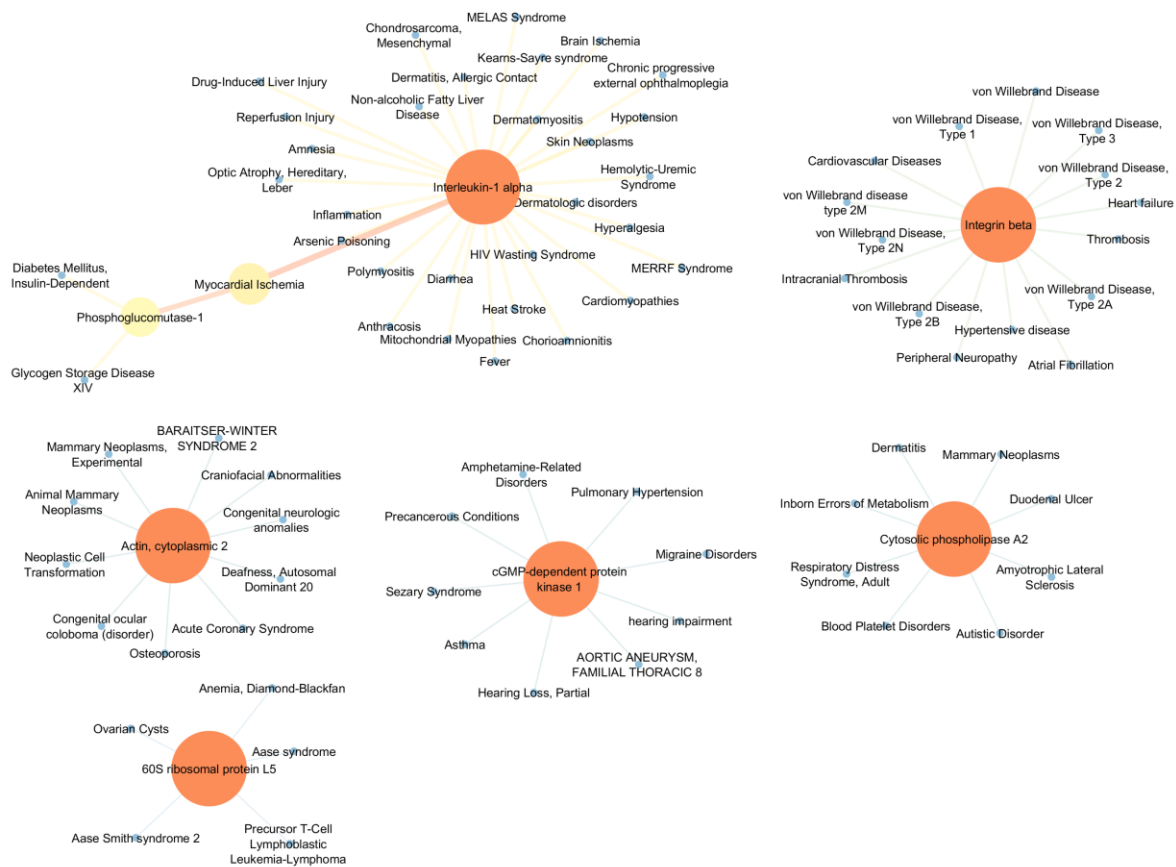 MELAS Syndrome
Chondrosarcoma,
Mesenchymal
Brain Ischemia
Kearns-Sayre syndrome
Chronic progressive
external ophthalmoplegia
Drug-Induced Liver Injury
Dermatitis, Allergic Contact
Non-alcoholic Fatty Liver
Disease
Reperfusion Injury
Dermatomyositis
Hypotension
Skin Neoplasms
Amnesia
Optic Atrophy, Hereditary,
Leber
Interleukin-1 alpha
Hemolytic-Uremic
Syndrome
Dermatologic disorders
Inflammation
Hyperalgesia
Arsenic Poisoning
HIV Wasting Syndrome
Polymyositis
Diarrhea
MERRF Syndrome
Diabetes Mellitus,
Insulin-Dependent
Myocardial Ischemia
Cardiomyopathies
Phosphoglucomutase-1
Heat Stroke
Anthracosis
Mitochondrial Myopathies
Chorioamnionitis
Fever
Glycogen Storage Disease
XIV
von Willebrand Disease
von Willebrand Disease,
Type 1
von Willebrand Disease,
Type 3
Cardiovascular Diseases
von Willebrand Disease,
Type 2
von Willebrand disease
type 2M
Heart failure
Integrin beta
von Willebrand Disease,
Type 2N
Thrombosis
Intracranial Thrombosis
von Willebrand Disease,
Type 2A
von Willebrand Disease,
Type 2B
Hypertensive disease
Peripheral Neuropathy
Atrial Fibrillation
BARAITSER-WINTER
SYNDROME 2
Mammary Neoplasms,
Experimental
Craniofacial Abnormalities
Animal Mammary
Neoplasms
Congenital neurologic
anomalies
Actin, cytoplasmic 2
Neoplastic Cell
Transformation
Deafness, Autosomal
Dominant 20
Congenital ocular
coloboma (disorder)
Acute Coronary Syndrome
Osteoporosis
Amphetamine-Related
Disorders
Pulmonary Hypertension
Precancerous Conditions
Migraine Disorders
cGMP-dependent protein
kinase 1
Sezary Syndrome
hearing impairment
Asthma
AORTIC ANEURYSM,
FAMILIAL THORACIC 8
Hearing Loss, Partial
Dermatitis
Mammary Neoplasms
Inborn Errors of Metabolism
Duodenal Ulcer
Cytosolic phospholipase A2
Respiratory Distress
Syndrome, Adult
Amyotrophic Lateral
Sclerosis
Blood Platelet Disorders
Autistic Disorder
Anemia, Diamond-Blackfan
Ovarian Cysts
Aase syndrome
60S ribosomal protein L5
Aase Smith syndrome 2
Precursor T-Cell
Lymphoblastic
Leukemia-Lymphoma